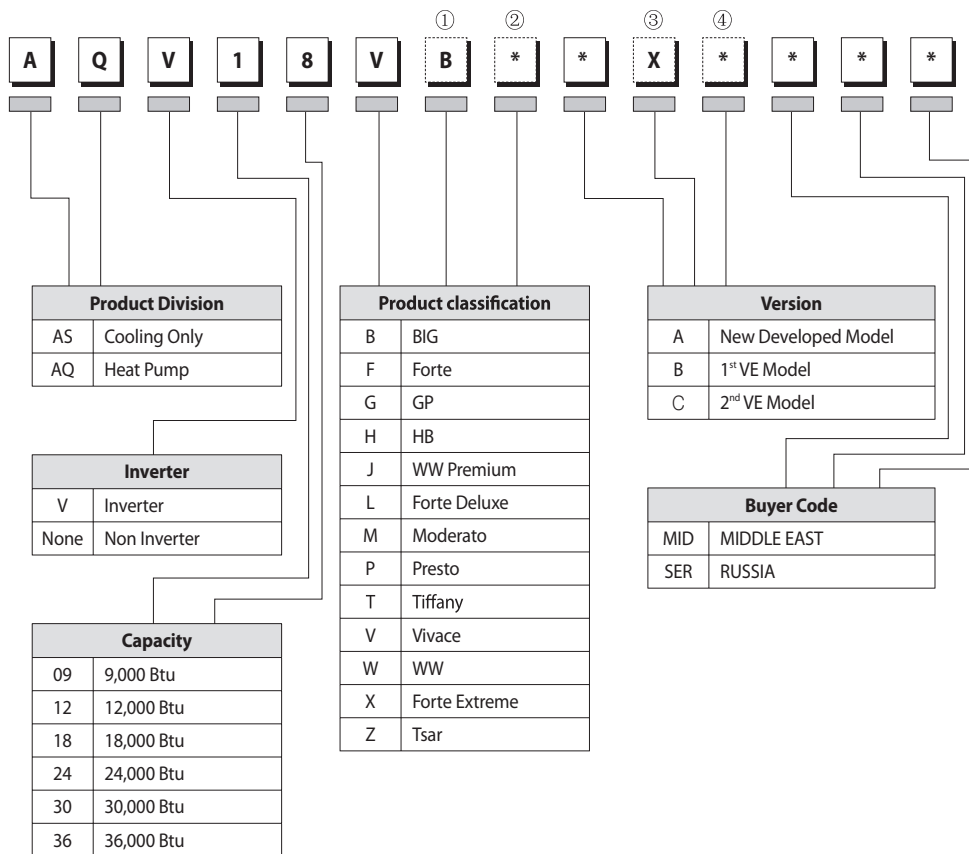 ① ② ③ ④
A Q V 1 8 V B * * X * * * *
Product Division
AS Cooling Only
AQ Heat Pump
Inverter
V Inverter
None Non Inverter
Capacity
09 9,000 Btu
12 12,000 Btu
18 18,000 Btu
24 24,000 Btu
30 30,000 Btu
36 36,000 Btu
Product classification
B BIG
F Forte
G GP
H HB
J WW Premium
L Forte Deluxe
M Moderato
P Presto
T Tiffany
V Vivace
W WW
X Forte Extreme
Z Tsar
Version
A New Developed Model
B 1st VE Model
C 2nd VE Model
Buyer Code
MID MIDDLE EAST
SER RUSSIA